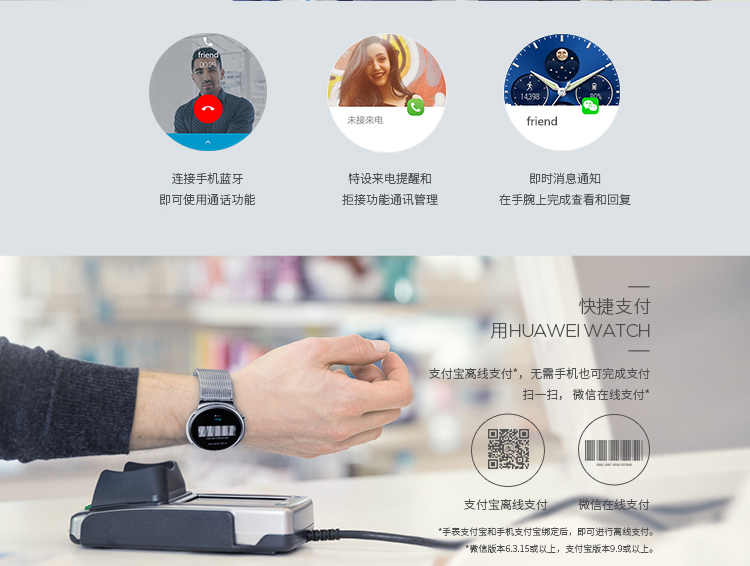 friend
00:29
未接来电
14,398
80%
friend
连接手机蓝牙
即可使用通话功能
特设来电提醒和
拒接功能通讯管理
即时消息通知
在手腕上完成查看和回复
快捷支付
用HUAWEI WATCH
支付宝离线支付*，无需手机也可完成支付
扫一扫， 微信在线支付*
支付宝离线支付
微信在线支付
*手表支付宝和手机支付宝绑定后，即可进行离线支付。
*微信版本6.3.15或以上，支付宝版本9.9或以上。